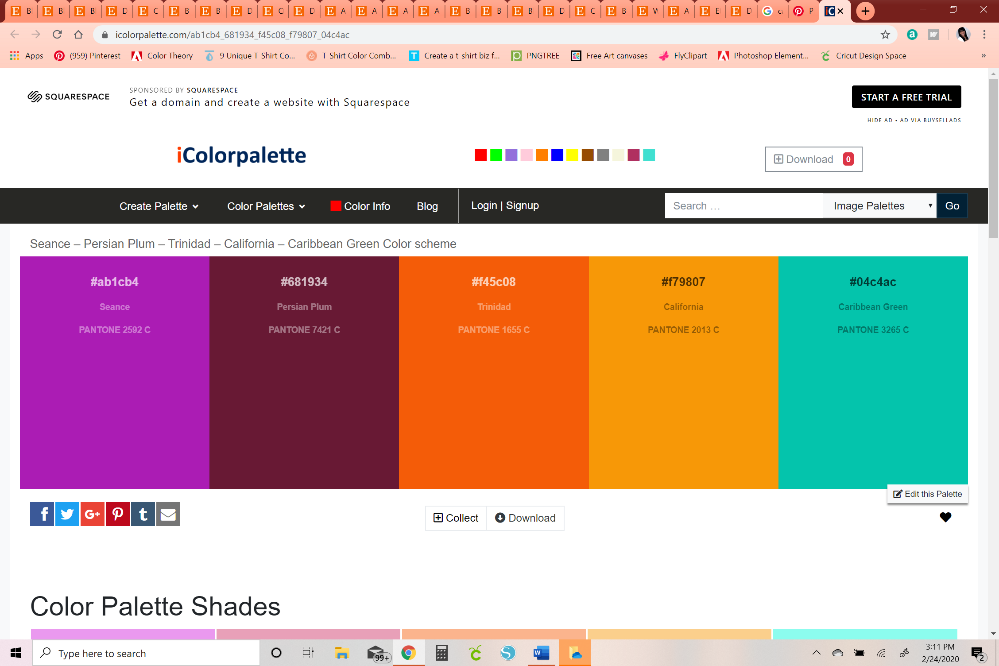 E Bl E Bl E Bl E D E C E B E B E D E Q E D E A E A E A E A E B E B E B E D E C E B E W E A E Et E D G ca P iC
icolorpalette.com/ab1cb4_681934_f45c08_f79807_04c4ac
Apps (959) Pinterest Color Theory 9 Unique T-Shirt Co... T-Shirt Color Comb... Create a t-shirt biz f... PNGTREE Free Art canvases FlyClipart Photoshop Element... Cricut Design Space »
SQUARESPACE
SPONSORED BY SQUARESPACE
Get a domain and create a website with Squarespace
START A FREE TRIAL
HIDE AD • AD VIA BUYSELLADS
iColorpalette
Download 0
Create Palette Color Palettes Color Info Blog Login | Signup Search … Image Palettes Go
Seance – Persian Plum – Trinidad – California – Caribbean Green Color scheme
#ab1cb4 #681934 #f45c08 #f79807 #04c4ac
Seance Persian Plum Trinidad California Caribbean Green
PANTONE 2592 C PANTONE 7421 C PANTONE 1655 C PANTONE 2013 C PANTONE 3265 C
Edit this Palette
f G+ t Collect Download
Color Palette Shades
Type here to search 99+ S W 3:11 PM
2/24/2020 2